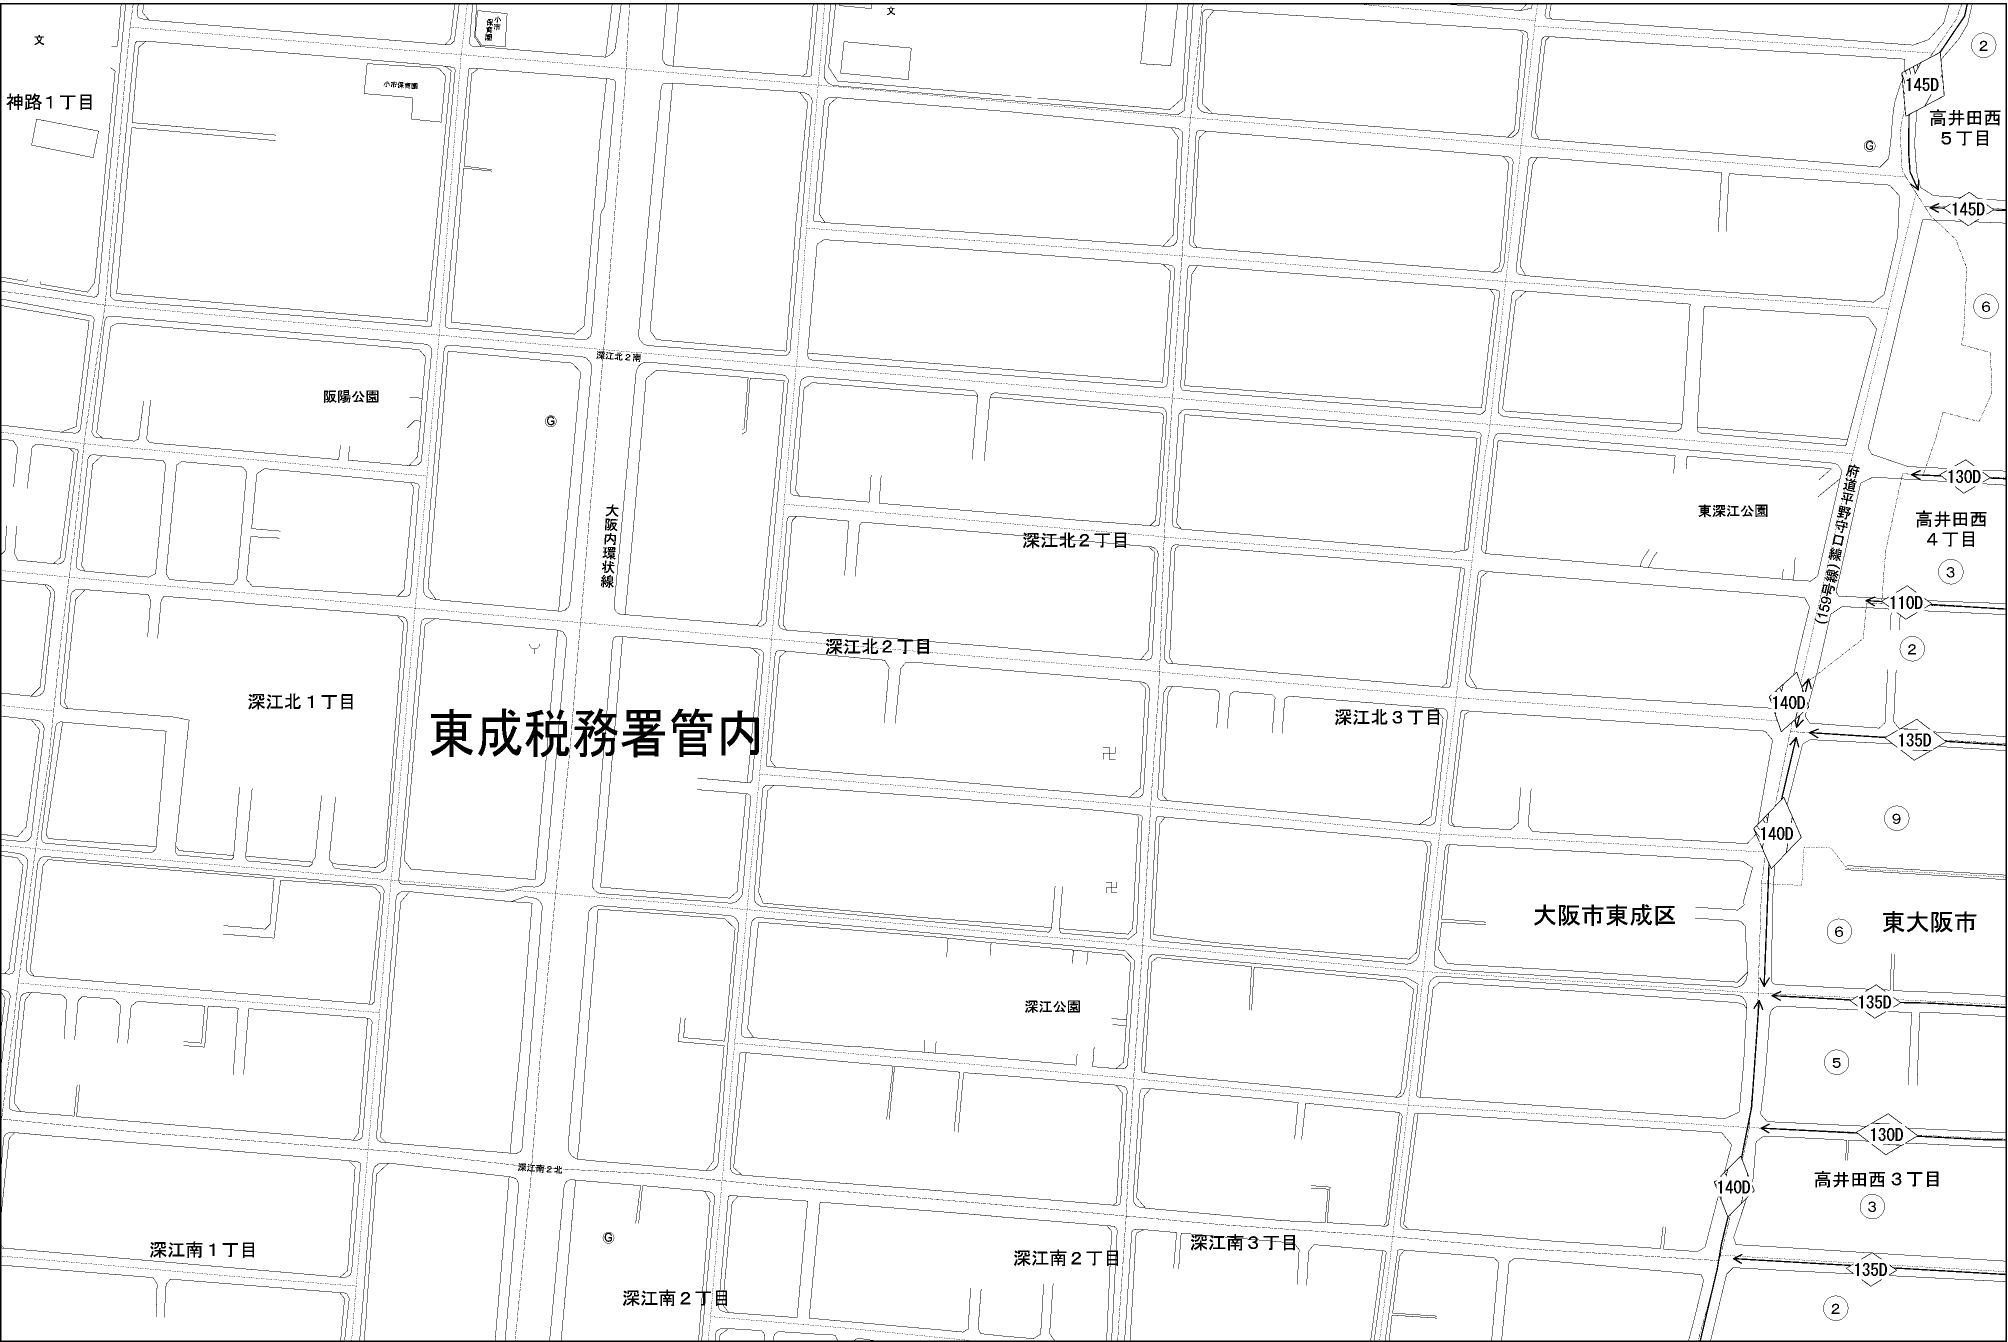 文
小市
保育園
文
2
145D
小市保育園
神路1丁目
高井田西
5丁目
G
145D
6
深江北2南
阪陽公園
G
府道平野守口線
(159号線)
130D
大阪内環状線
東深江公園
高井田西
4丁目
深江北2丁目
3
110D
深江北2丁目
2
深江北1丁目
140D
深江北3丁目
東成税務署管内
135D
卍
9
140D
卍
大阪市東成区
6
東大阪市
深江公園
135D
5
130D
深江南2北
高井田西3丁目
140D
3
G
深江南3丁目
深江南1丁目
深江南2丁目
135D
深江南2丁目
2